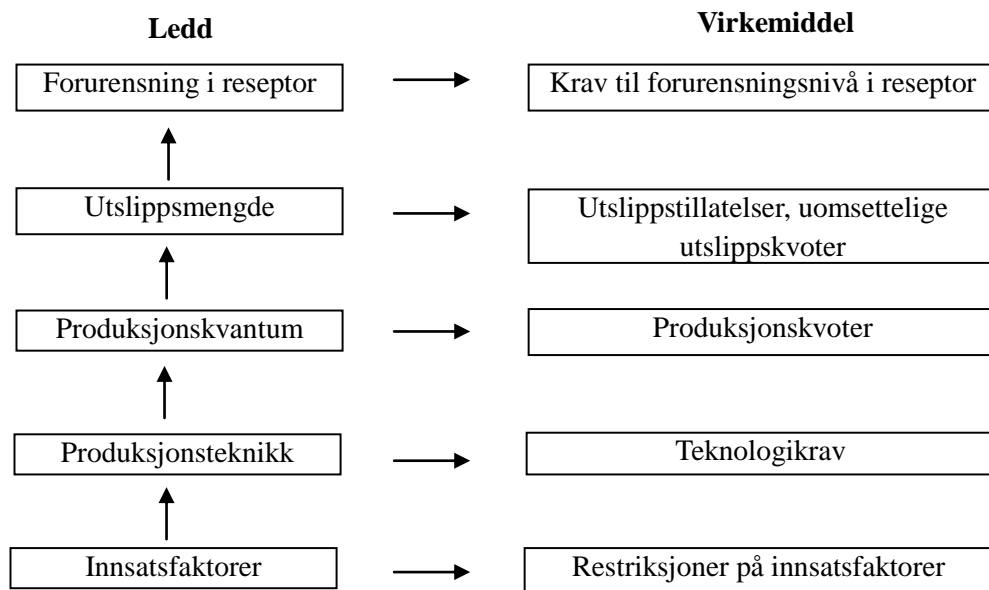 Ledd
Virkemiddel
Forurensning i reseptor
Krav til forurensningsnivå i reseptor
Utslippsmengde
Utslippstillatelser, uomsettelige
utslippskvoter
Produksjonskvantum
Produksjonskvoter
Produksjonsteknikk
Teknologikrav
Innsatsfaktorer
Restriksjoner på innsatsfaktorer